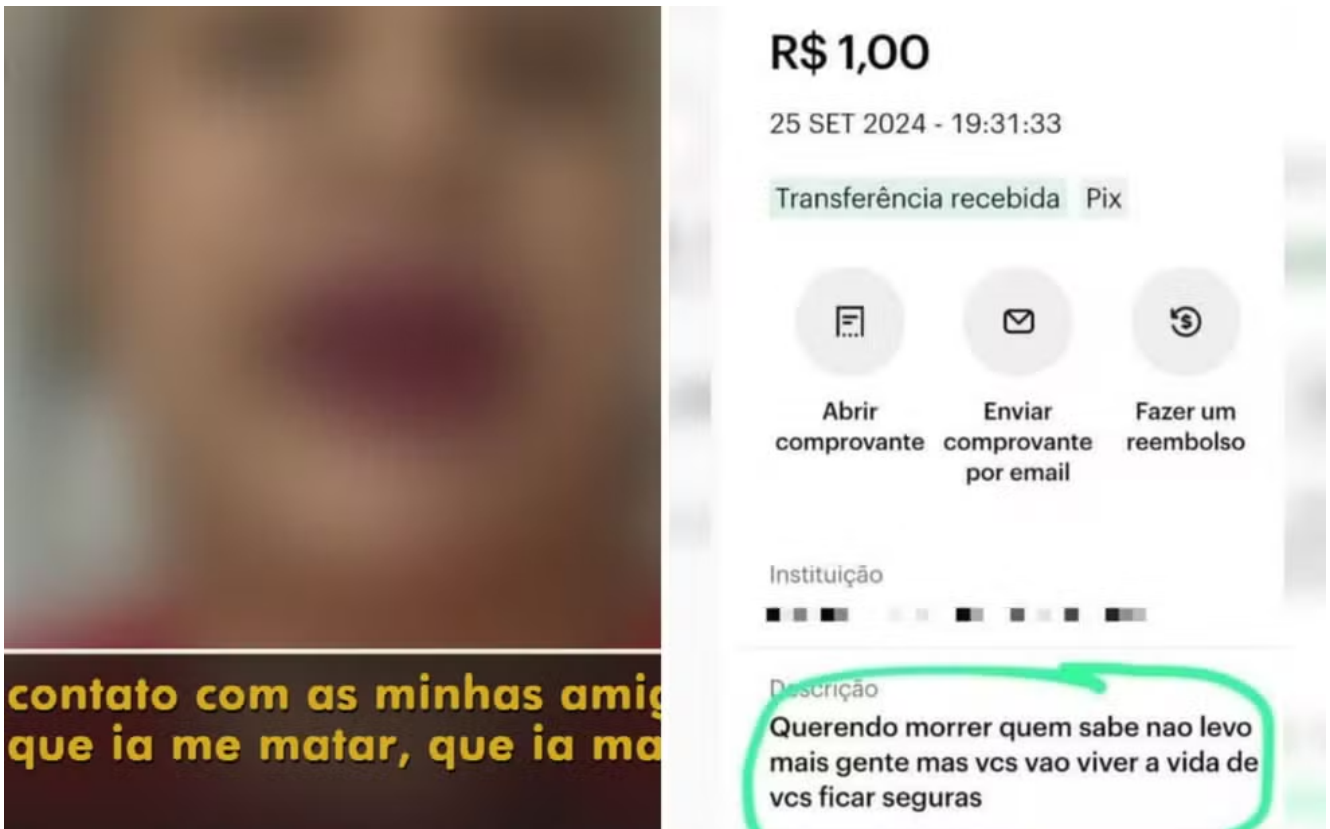 contato com as minhas amig
que ia me matar, que ia ma
R$ 1,00
25 SET 2024 - 19:31:33
Transferência recebida Pix
Abrir
comprovante
Enviar
comprovante
por email
Fazer um
reembolso
Instituição
Descrição
Querendo morrer quem sabe nao levo
mais gente mas vcs vao viver a vida de
vcs ficar seguras